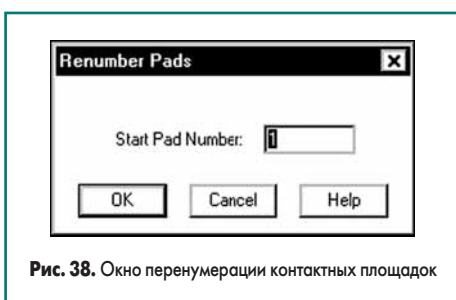 Renumber Pads
Start Pad Number: 1
OK Cancel Help
Рис. 38. Окно перенумерации контактных площадок